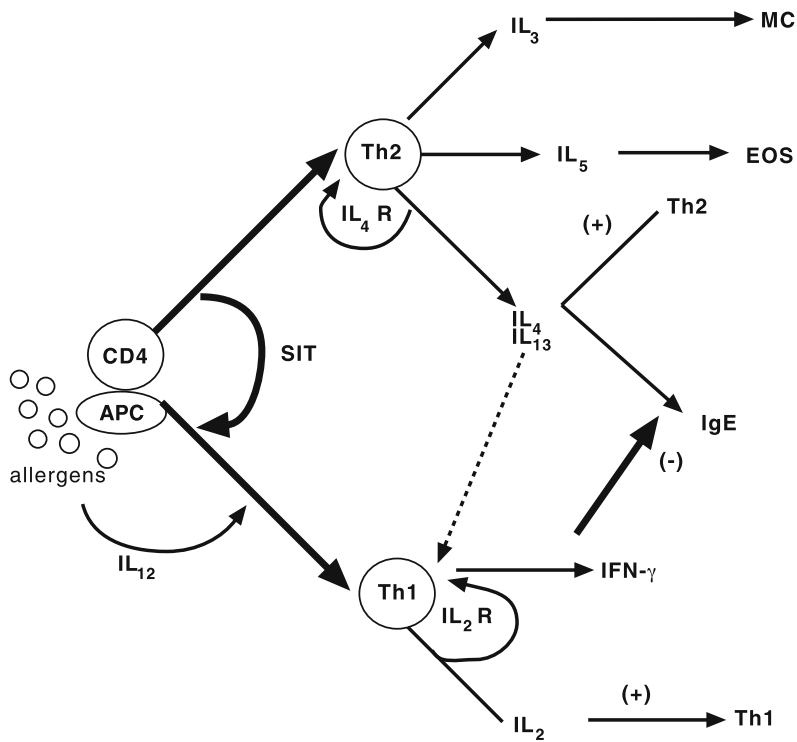 IL3
MC
Th2
IL5
EOS
IL4 R
Th2
(+)
IL4
IL13
CD4
SIT
APC
IgE
(-)
allergens
IL12
Th1
IFN-γ
IL2 R
(+)
IL2
Th1